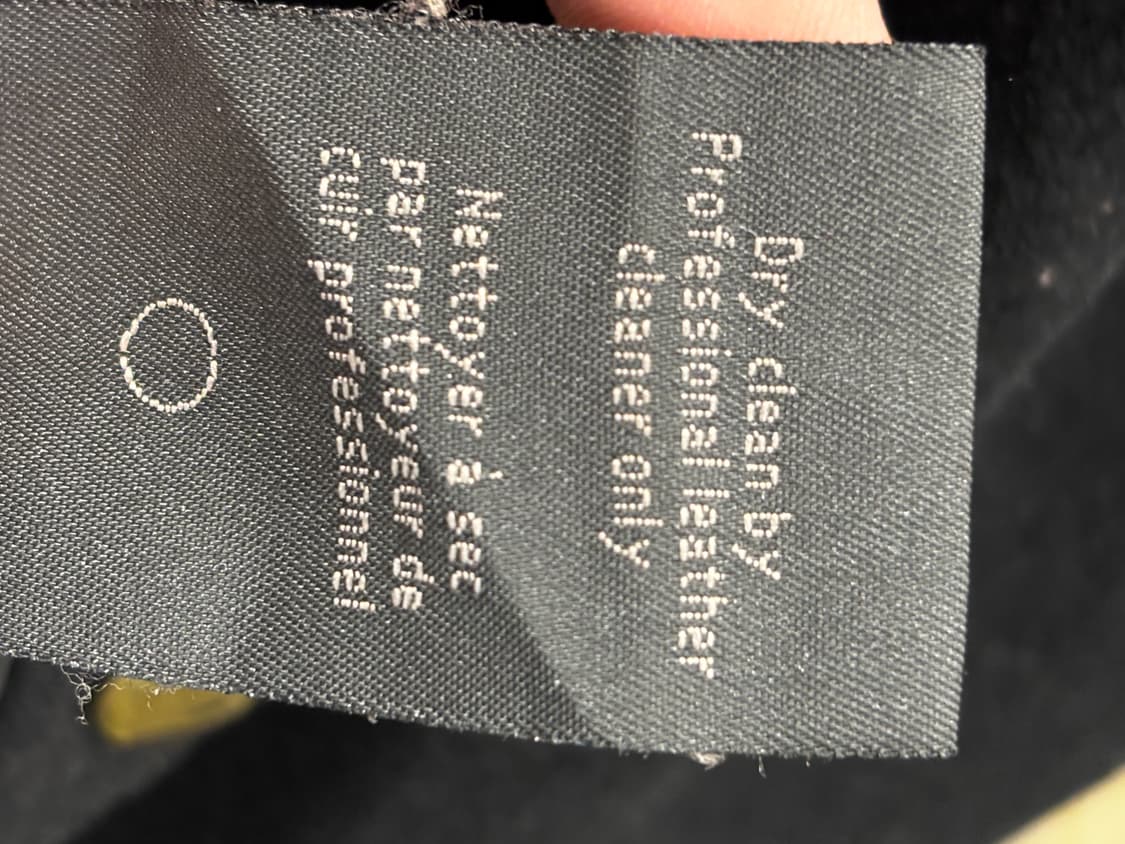 Dry clean by
Professional leather
cleaner only
Nettoyer à sec
par nettoyeur de
cuir professionnel